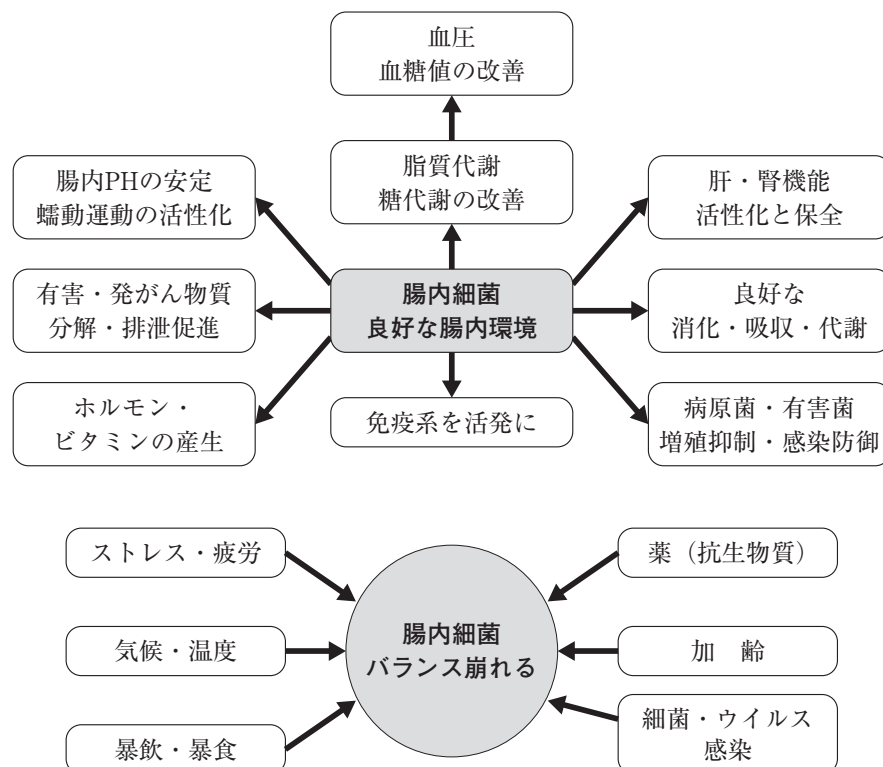 血圧
血糖値の改善
脂質代謝
糖代謝の改善
腸内PHの安定
蠕動運動の活性化
肝・腎機能
活性化と保全
有害・発がん物質
分解・排泄促進
腸内細菌
良好な腸内環境
良好な
消化・吸収・代謝
ホルモン・
ビタミンの産生
免疫系を活発に
病原菌・有害菌
増殖抑制・感染防御
ストレス・疲労
薬（抗生物質）
気候・温度
腸内細菌
バランス崩れる
加　齢
暴飲・暴食
細菌・ウイルス
感染